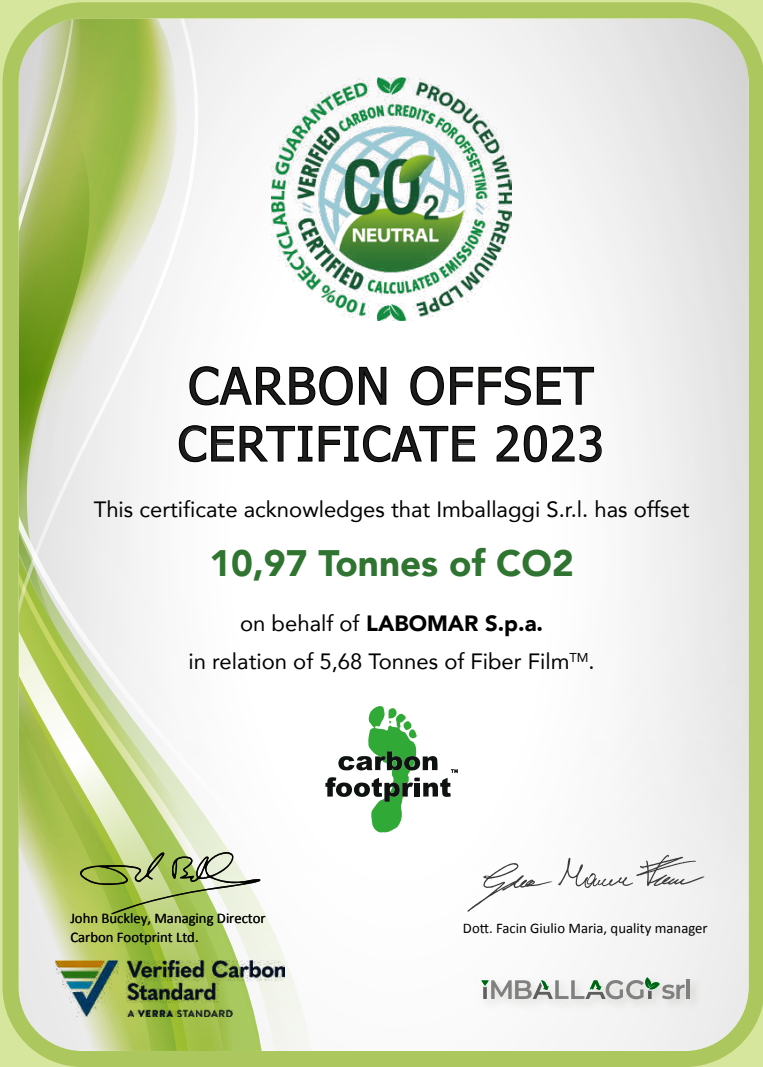 100% RECYCLABLE GUARANTEED
PRODUCED WITH PREMIUM LDPE
VERIFIED CARBON CREDITS FOR OFFSETTING
CERTIFIED CALCULATED EMISSIONS
CO2
NEUTRAL
CARBON OFFSET
CERTIFICATE 2023
This certificate acknowledges that Imballaggi S.r.l. has offset
10,97 Tonnes of CO2
on behalf of LABOMAR S.p.a.
in relation of 5,68 Tonnes of Fiber Film™.
carbon
footprint™
John Buckley, Managing Director
Carbon Footprint Ltd.
Dott. Facin Giulio Maria, quality manager
Verified Carbon
Standard
A VERRA STANDARD
iMBALLAGGi srl